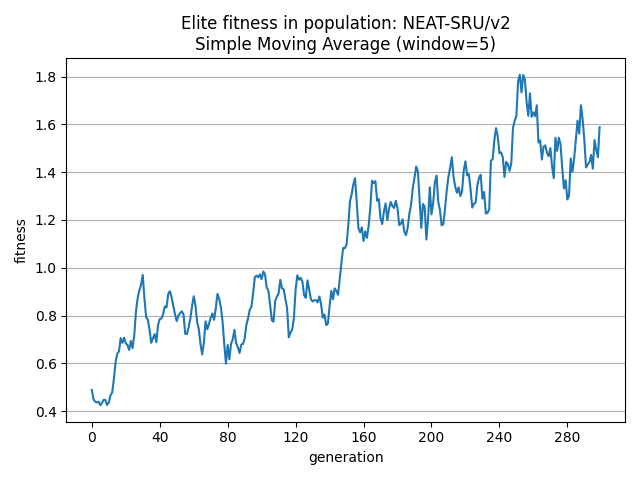 Elite fitness in population: NEAT-SRU/v2
Simple Moving Average (window=5)
1.8
1.6
1.4
1.2
1.0
0.8
0.6
0.4
fitness
0 40 80 120 160 200 240 280
generation